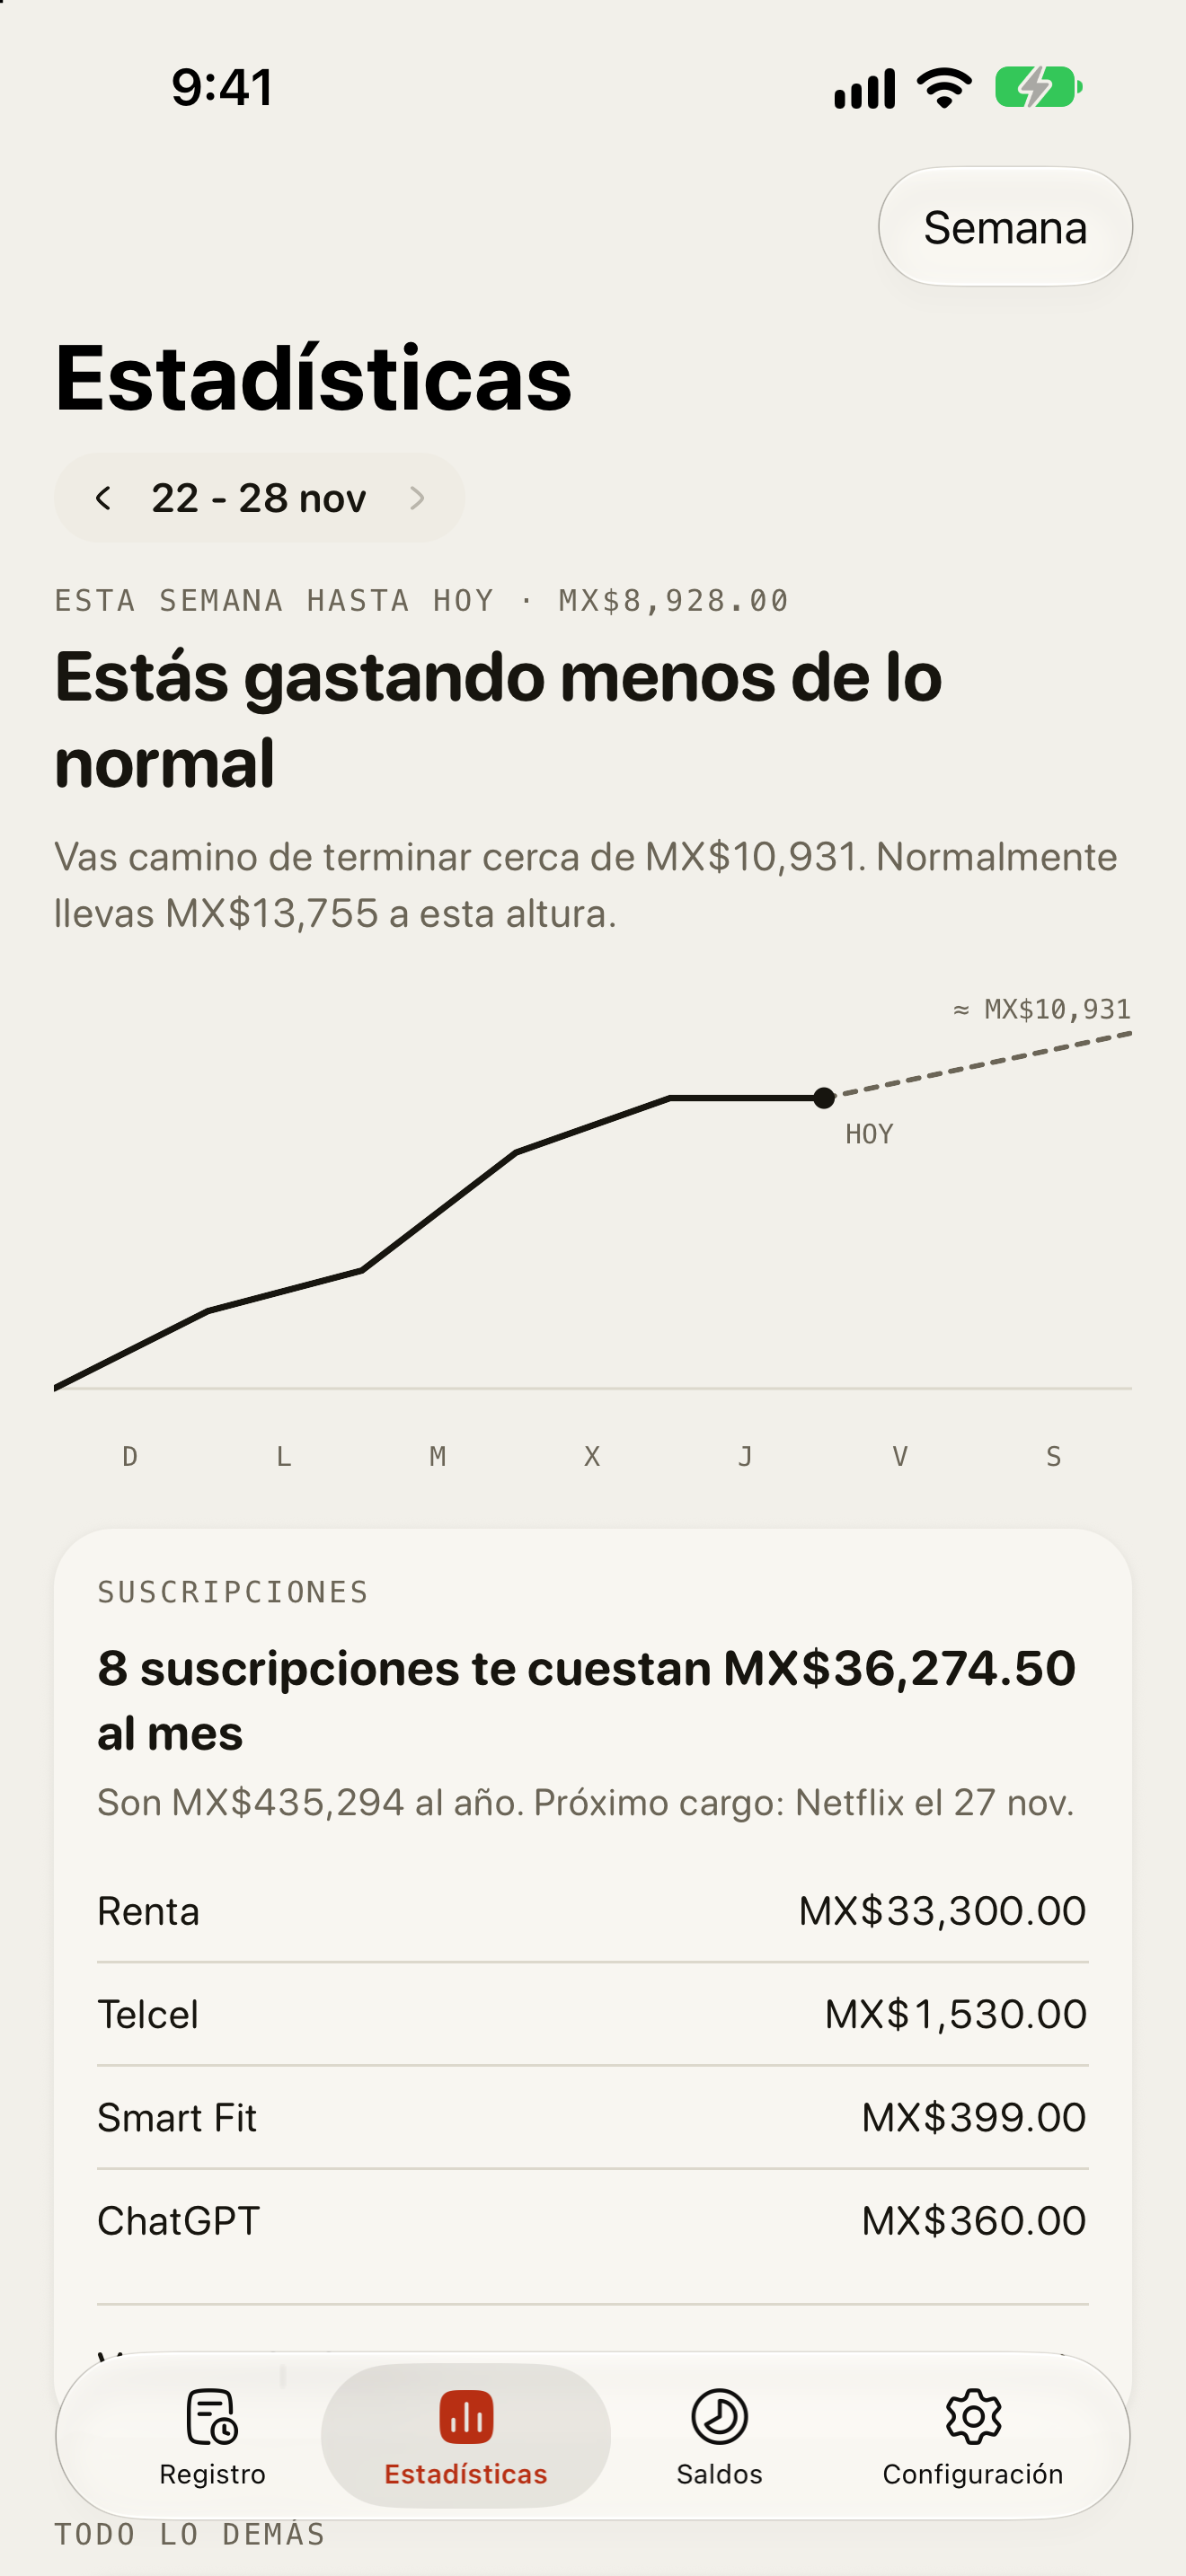 9:41
Semana
Estadísticas
22 - 28 nov
ESTA SEMANA HASTA HOY · MX$8,928.00
Estás gastando menos de lo
normal
Vas camino de terminar cerca de MX$10,931. Normalmente
llevas MX$13,755 a esta altura.
≈ MX$10,931
HOY
D L M X J V S
SUSCRIPCIONES
8 suscripciones te cuestan MX$36,274.50
al mes
Son MX$435,294 al año. Próximo cargo: Netflix el 27 nov.
Renta MX$33,300.00
Telcel MX$1,530.00
Smart Fit MX$399.00
ChatGPT MX$360.00
Registro Estadísticas Saldos Configuración
TODO LO DEMÁS